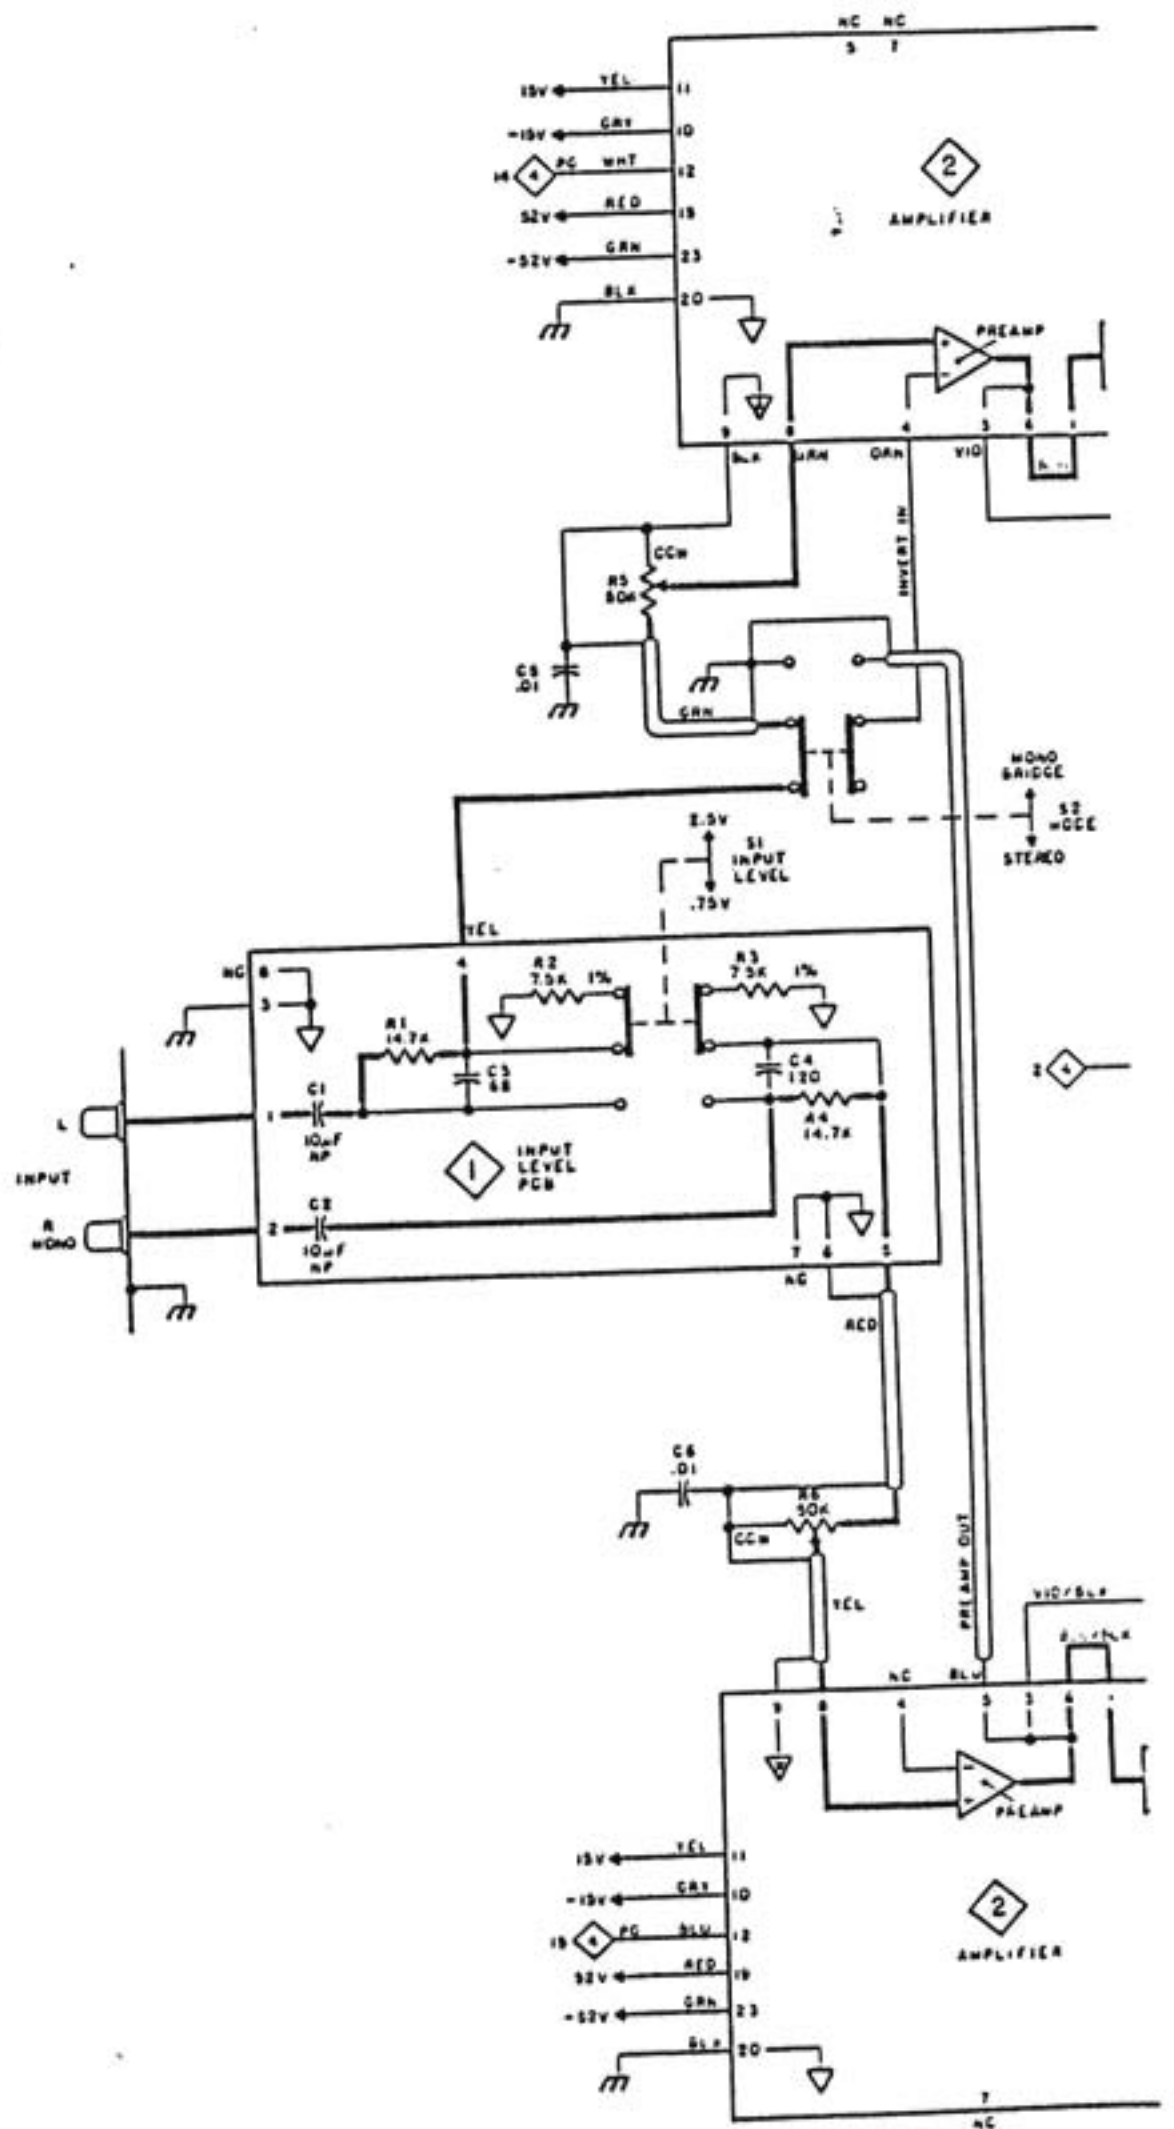 NC NC
5 7
15V YEL 11
-15V GRY 10
14 4 PG WHT 12
52V RED 19
-52V GRN 23
BLK 20
2
AMPLIFIER
PREAMP
+
-
9 8 4 3 6 1
BLK GRN ORN VIO
INVERT IN
CCW
R5
50K
C5
.01
GRN
MONO
BRIDGE
S2
MODE
STEREO
2.5V
S1
INPUT
LEVEL
.75V
YEL
4
NC 8
3
R2
7.5K 1%
R3
7.5K 1%
R1
14.7K
C3
68
C4
120
R4
14.7K
2 4
L
1
C1
10µF
NP
1
INPUT
LEVEL
PCB
INPUT
R
MONO
2
C2
10µF
NP
7 6 5
NC
RED
C6
.01
R6
50K
CCW
YEL
PREAMP OUT
VIO/BLK
NC BLU
9 8 4 5 3 6
-
+
PREAMP
15V YEL 11
-15V GRY 10
15 4 PG BLU 12
52V RED 19
-52V GRN 23
BLK 20
2
AMPLIFIER
7
NC